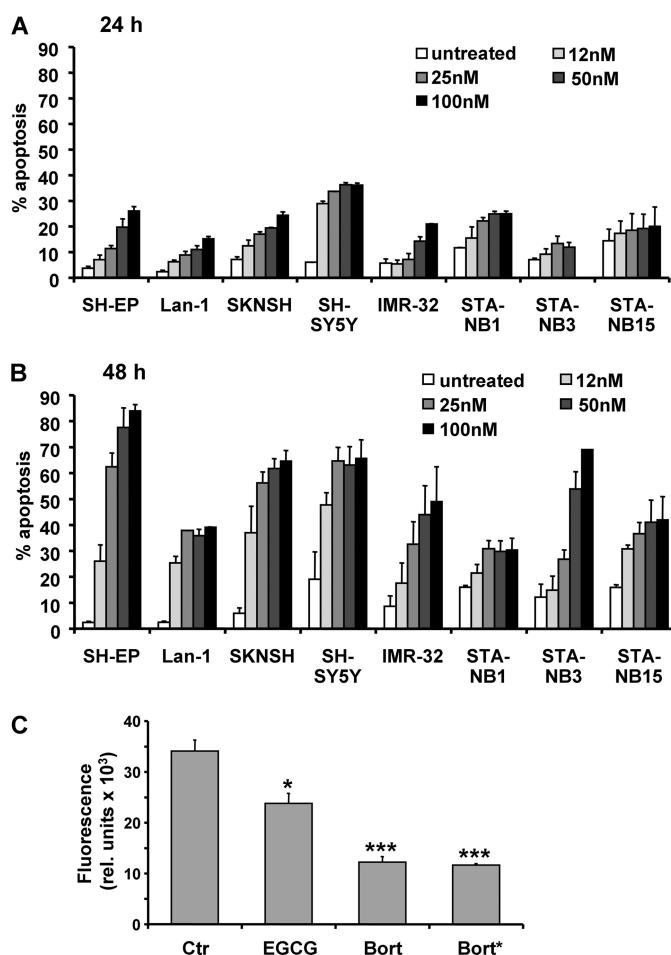 A 24 h
untreated 12nM
25nM 50nM
100nM
% apoptosis
90
80
70
60
50
40
30
20
10
0
SH-EP Lan-1 SKNSH SH-SY5Y IMR-32 STA-NB1 STA-NB3 STA-NB15
B 48 h
untreated 12nM
25nM 50nM
100nM
% apoptosis
90
80
70
60
50
40
30
20
10
0
SH-EP Lan-1 SKNSH SH-SY5Y IMR-32 STA-NB1 STA-NB3 STA-NB15
C
Fluorescence
(rel. units x 10³)
40
30
20
10
0
*
***
***
Ctr EGCG Bort Bort*